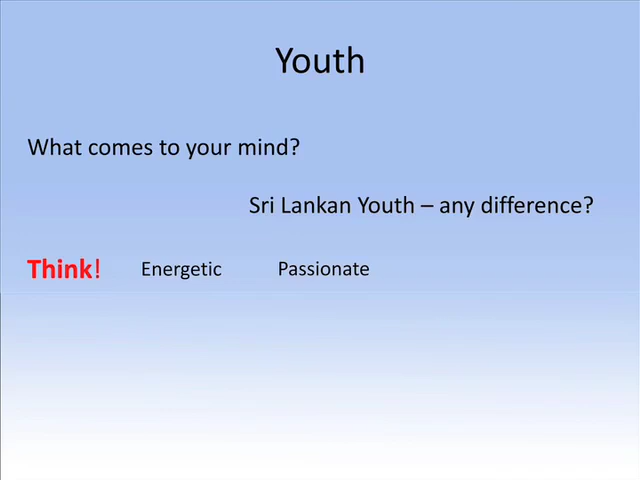 Youth
What comes to your mind?
Sri Lankan Youth – any difference?
Think! Energetic Passionate